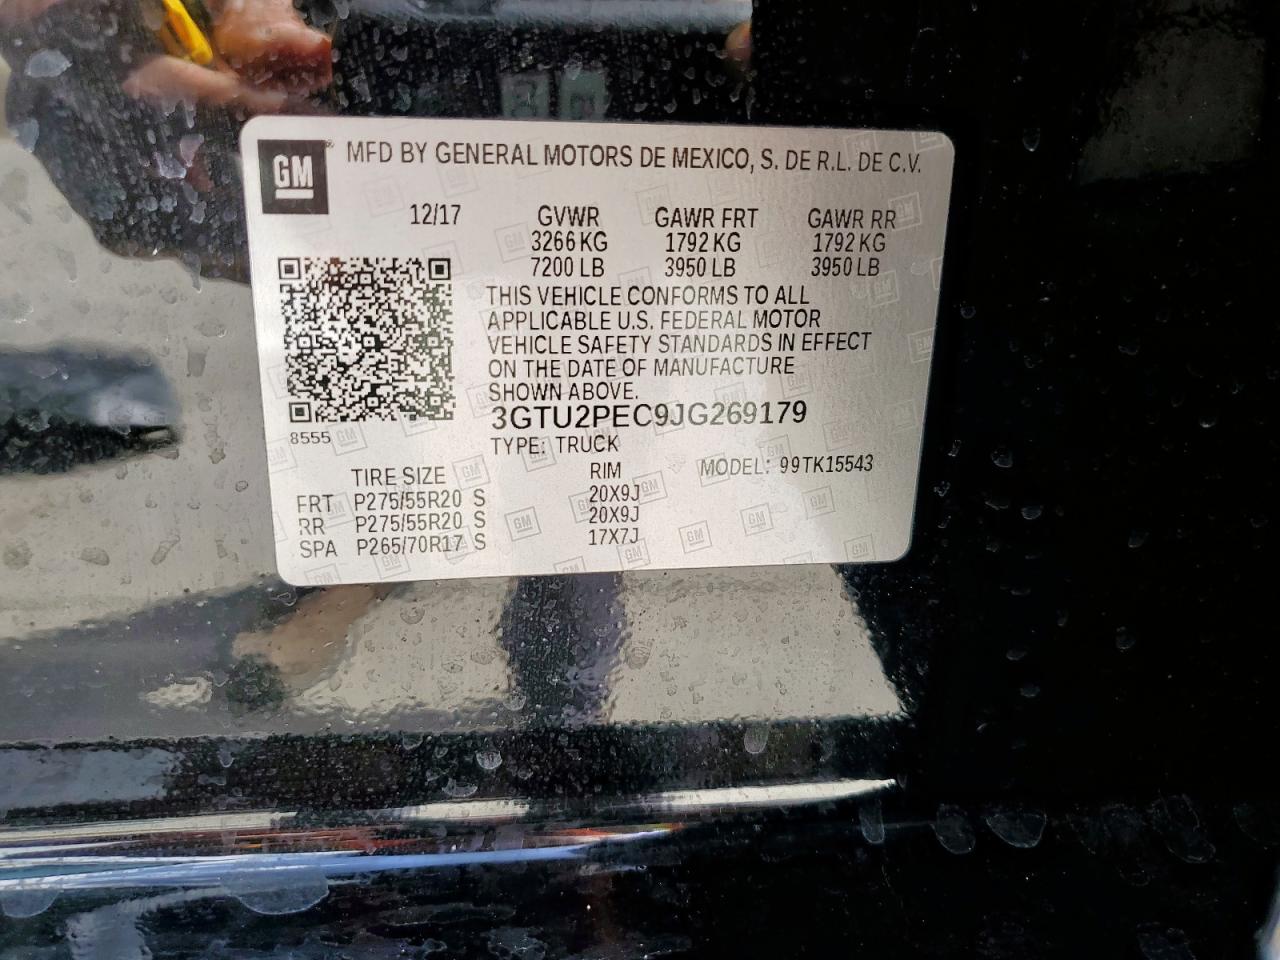 GM MFD BY GENERAL MOTORS DE MEXICO, S. DE R.L. DE C.V.
12/17 GVWR GAWR FRT GAWR RR
3266 KG 1792 KG 1792 KG
7200 LB 3950 LB 3950 LB
THIS VEHICLE CONFORMS TO ALL
APPLICABLE U.S. FEDERAL MOTOR
VEHICLE SAFETY STANDARDS IN EFFECT
ON THE DATE OF MANUFACTURE
SHOWN ABOVE.
3GTU2PEC9JG269179
8555
TYPE: TRUCK
TIRE SIZE RIM MODEL: 99TK15543
FRT P275/55R20 S 20X9J
RR P275/55R20 S 20X9J
SPA P265/70R17 S 17X7J